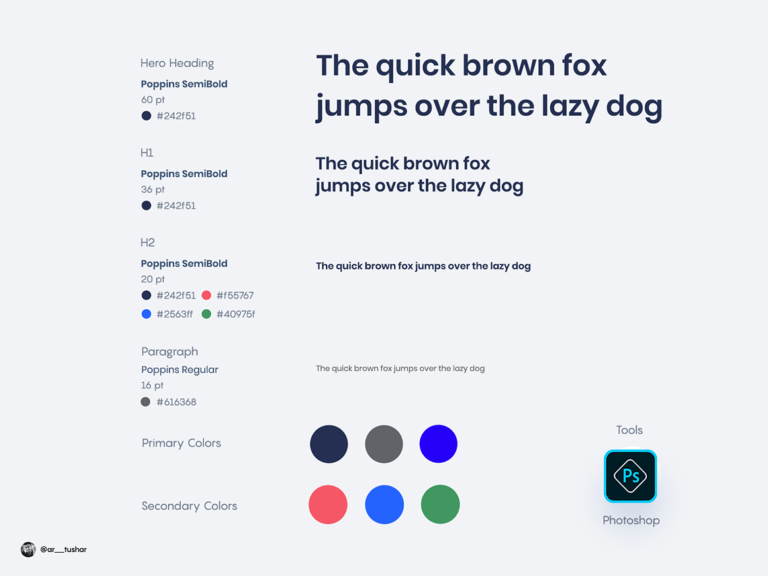 Hero Heading
Poppins SemiBold
60 pt
#242f51
The quick brown fox
jumps over the lazy dog
H1
Poppins SemiBold
36 pt
#242f51
The quick brown fox
jumps over the lazy dog
H2
Poppins SemiBold
20 pt
#242f51 #f55767
#2563ff #40975f
The quick brown fox jumps over the lazy dog
Paragraph
Poppins Regular
16 pt
#616368
The quick brown fox jumps over the lazy dog
Primary Colors
Secondary Colors
Tools
Ps
Photoshop
@ar__tushar